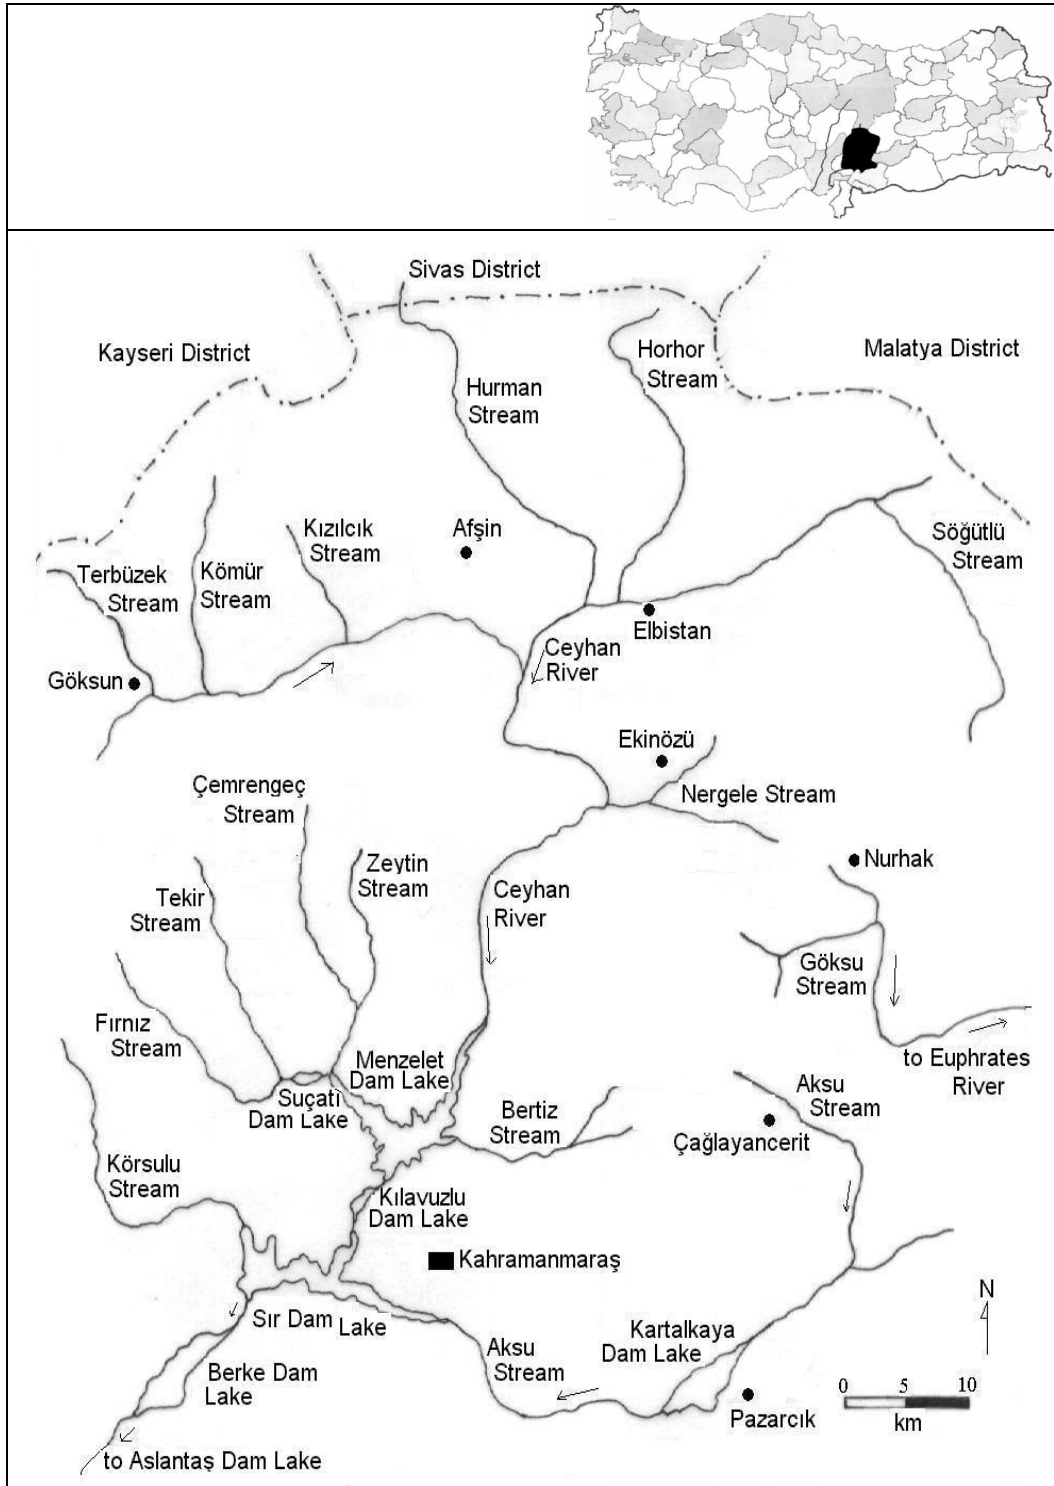 Sivas District
Kayseri District
Malatya District
Horhor
Stream
Hurman
Stream
Terbüzek
Stream
Kömür
Stream
Kızılcık
Stream
Afşin
Söğütlü
Stream
Elbistan
Göksun
Ceyhan
River
Ekinözü
Nergele Stream
Çemrengeç
Stream
Zeytin
Stream
Tekir
Stream
Ceyhan
River
Nurhak
Göksu
Stream
Fırnız
Stream
to Euphrates
River
Menzelet
Dam Lake
Suçati
Dam Lake
Bertiz
Stream
Aksu
Stream
Çağlayancerit
Körsulu
Stream
Kılavuzlu
Dam Lake
Kahramanmaraş
N
Sır Dam Lake
Kartalkaya
Dam Lake
Aksu
Stream
Berke Dam
Lake
Pazarcık
0 5 10
km
to Aslantaş Dam Lake